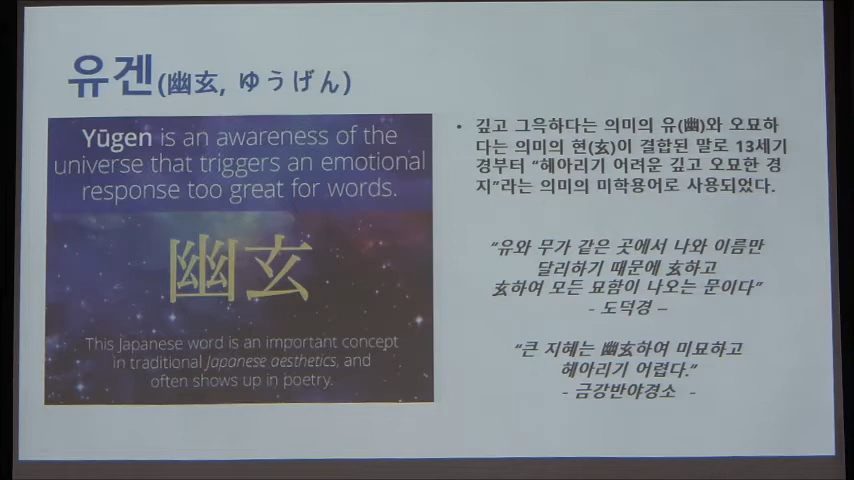 유겐(幽玄, ゆうげん)
Yūgen is an awareness of the
universe that triggers an emotional
response too great for words.
幽玄
This Japanese word is an important concept
in traditional Japanese aesthetics, and
often shows up in poetry.
• 깊고 그윽하다는 의미의 유(幽)와 오묘하
다는 의미의 현(玄)이 결합된 말로 13세기
경부터 “헤아리기 어려운 깊고 오묘한 경
지”라는 의미의 미학용어로 사용되었다.
“유와 무가 같은 곳에서 나와 이름만
달리하기 때문에 玄하고
玄하여 모든 묘함이 나오는 문이다”
- 도덕경 –
“큰 지혜는 幽玄하여 미묘하고
헤아리기 어렵다.”
- 금강반야경소 -